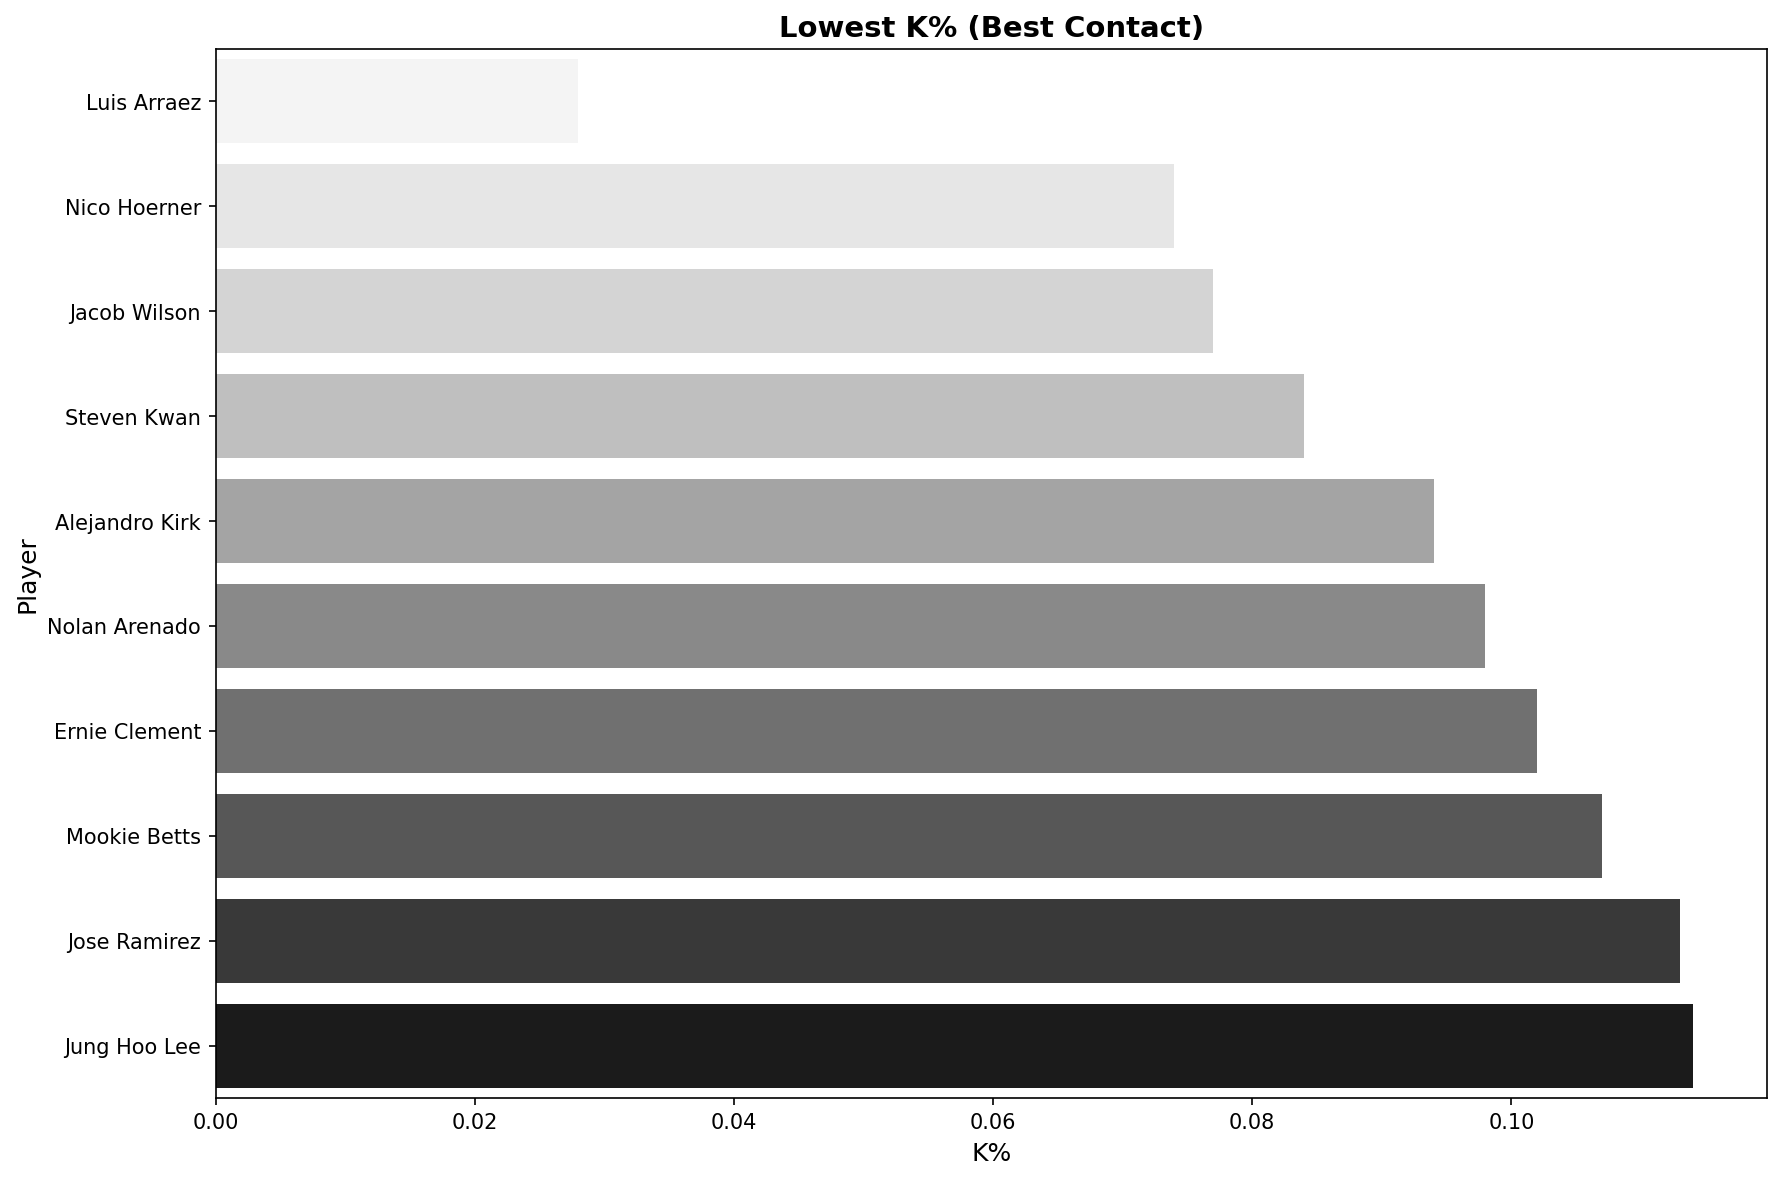 Lowest K% (Best Contact)
Player
Luis Arraez
Nico Hoerner
Jacob Wilson
Steven Kwan
Alejandro Kirk
Nolan Arenado
Ernie Clement
Mookie Betts
Jose Ramirez
Jung Hoo Lee
0.00 0.02 0.04 0.06 0.08 0.10
K%